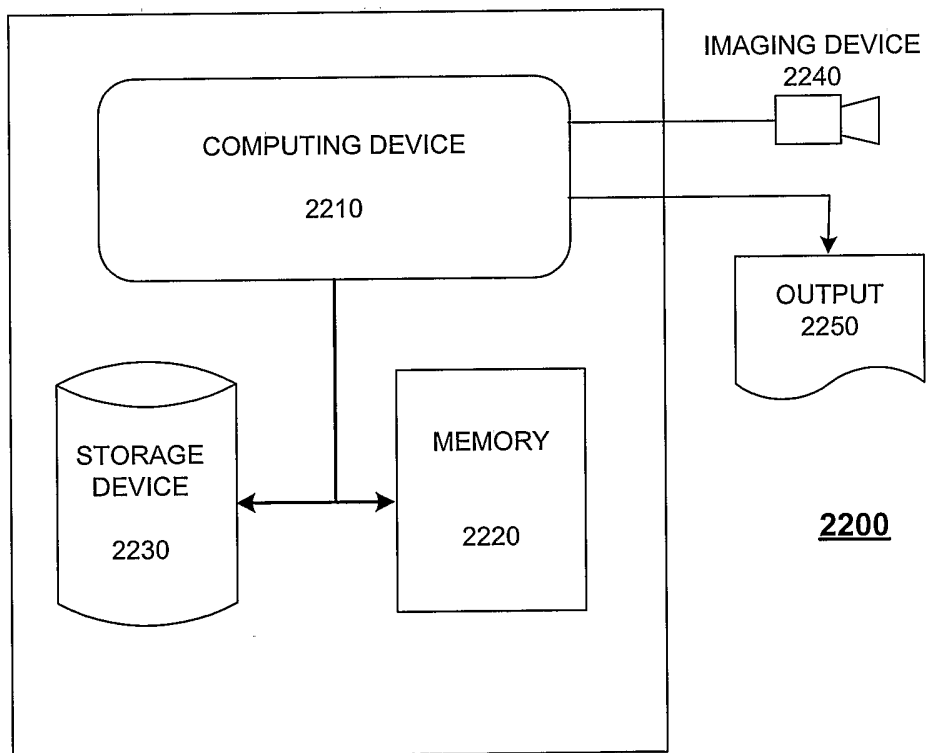 IMAGING DEVICE
2240
COMPUTING DEVICE
2210
OUTPUT
2250
STORAGE
DEVICE
2230
MEMORY
2220
2200